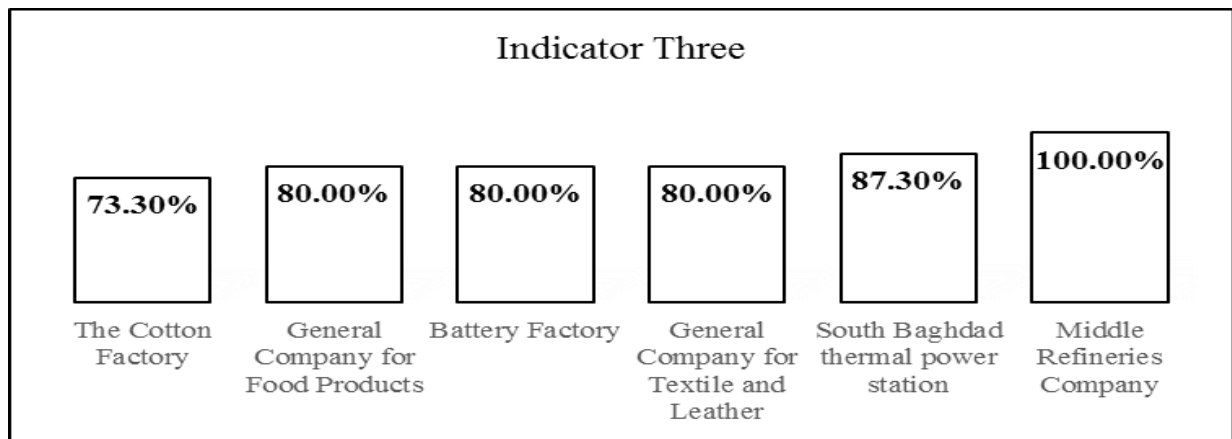 Indicator Three
73.30%
80.00%
80.00%
80.00%
87.30%
100.00%
The Cotton
Factory
General
Company for
Food Products
Battery Factory
General
Company for
Textile and
Leather
South Baghdad
thermal power
station
Middle
Refineries
Company